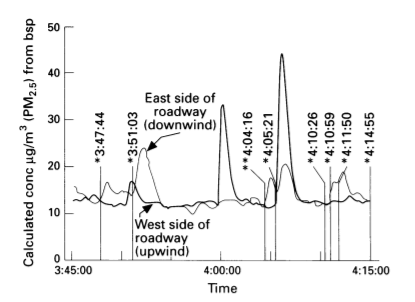 Calculated conc µg/m³ (PM2.5) from bsp
50
40
30
20
10
0
East side of
roadway
(downwind)
West side of
roadway
(upwind)
*3:47:44
*3:51:03
**4:04:16
*4:05:21
*4:10:26
*4:10:59
*4:11:50
*4:14:55
3:45:00
4:00:00
4:15:00
Time